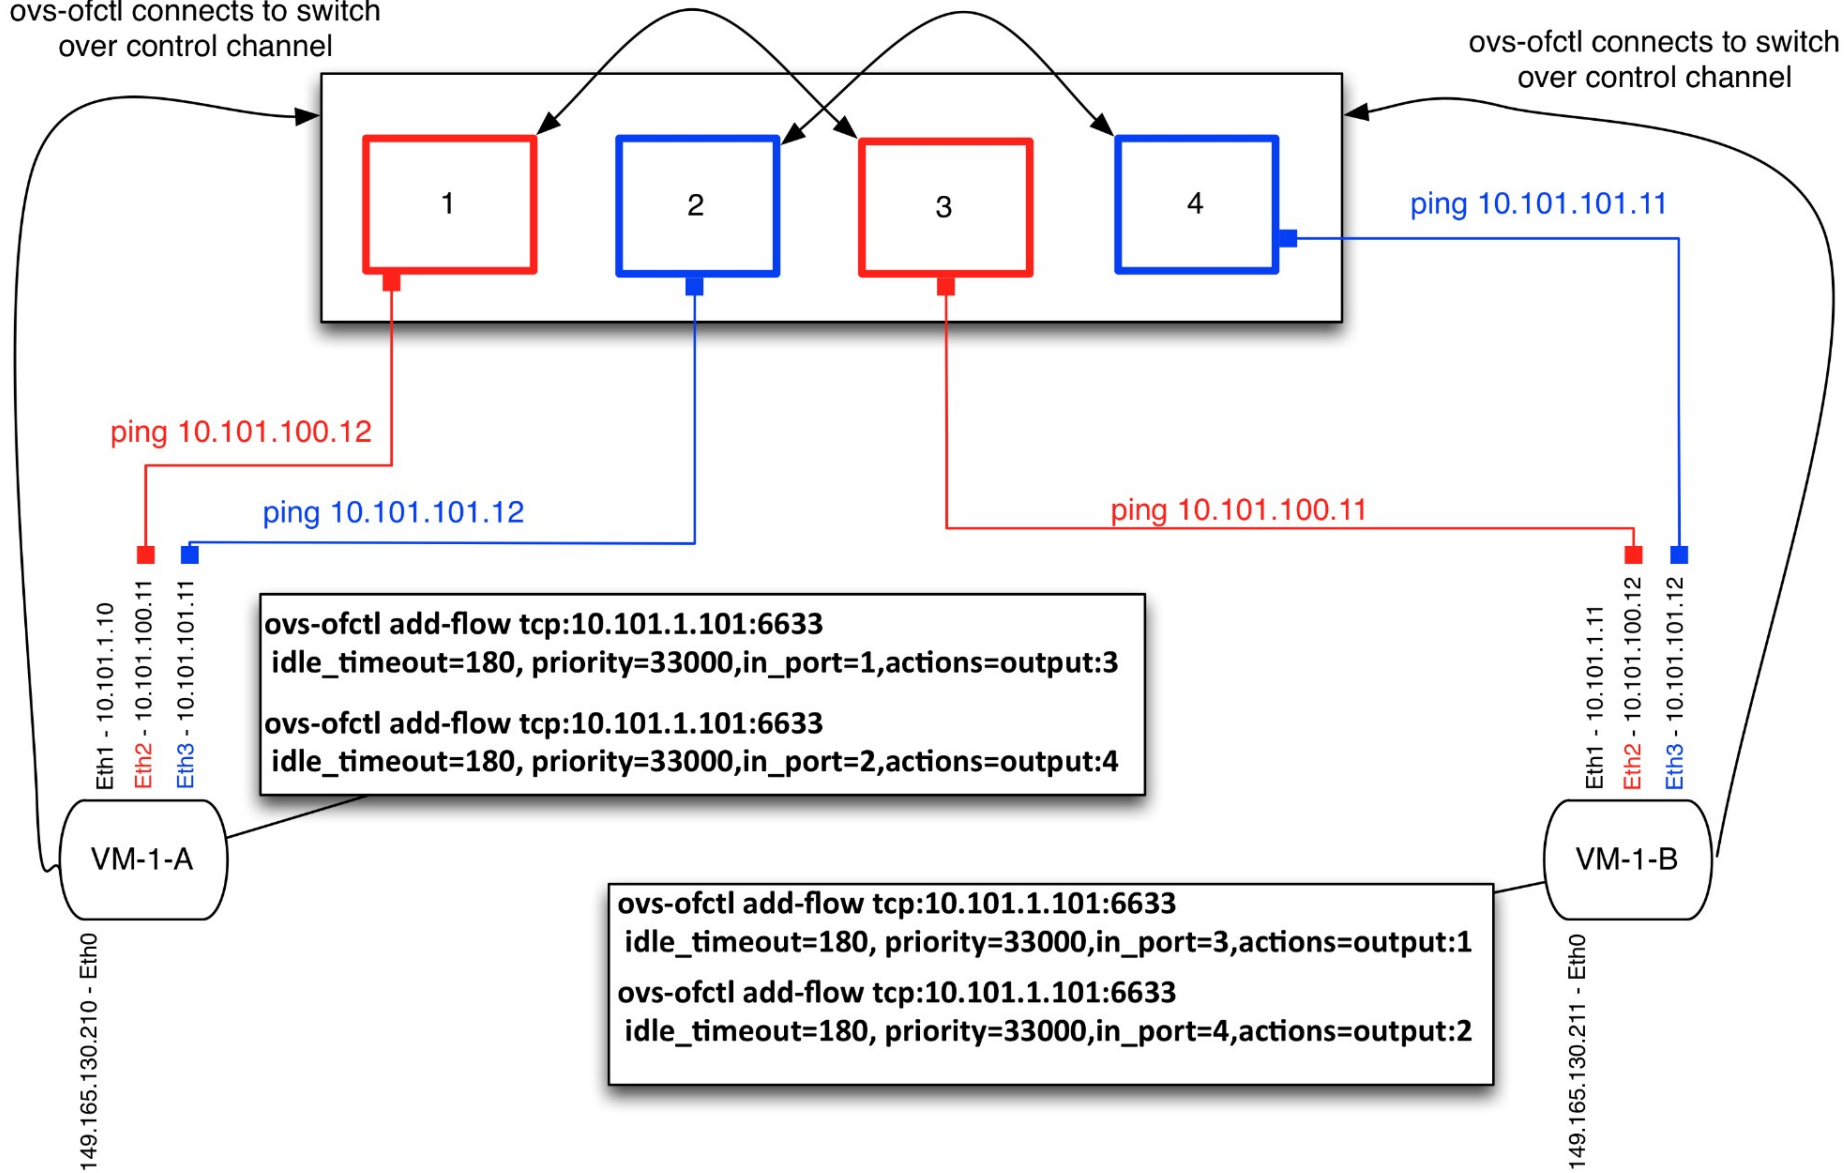 ovs-ofctl connects to switch
over control channel
ovs-ofctl connects to switch
over control channel
1
2
3
4
ping 10.101.101.11
ping 10.101.100.12
ping 10.101.101.12
ping 10.101.100.11
Eth1 - 10.101.1.10
Eth2 - 10.101.100.11
Eth3 - 10.101.101.11
ovs-ofctl add-flow tcp:10.101.1.101:6633
idle_timeout=180, priority=33000,in_port=1,actions=output:3
ovs-ofctl add-flow tcp:10.101.1.101:6633
idle_timeout=180, priority=33000,in_port=2,actions=output:4
Eth1 - 10.101.1.11
Eth2 - 10.101.100.12
Eth3 - 10.101.101.12
VM-1-A
VM-1-B
ovs-ofctl add-flow tcp:10.101.1.101:6633
idle_timeout=180, priority=33000,in_port=3,actions=output:1
ovs-ofctl add-flow tcp:10.101.1.101:6633
idle_timeout=180, priority=33000,in_port=4,actions=output:2
149.165.130.210 - Eth0
149.165.130.211 - Eth0